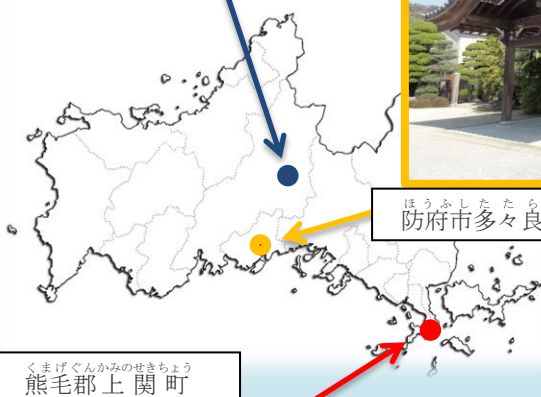 ほうふしたたら
防府市多々良
くまげぐんかみのせきちょう
熊毛郡上関町